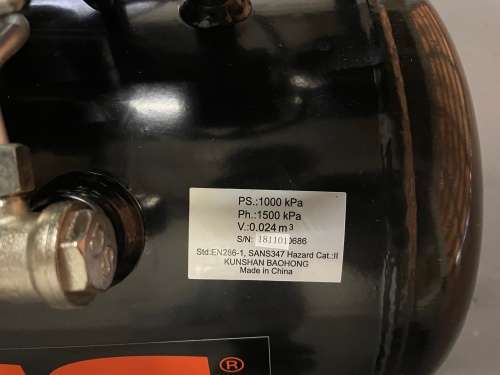 PS.:1000 kPa
Ph.:1500 kPa
V.:0.024 m³
S/N: 1811010686
Std:EN286-1, SANS347 Hazard Cat.:II
KUNSHAN BAOHONG
Made in China
®